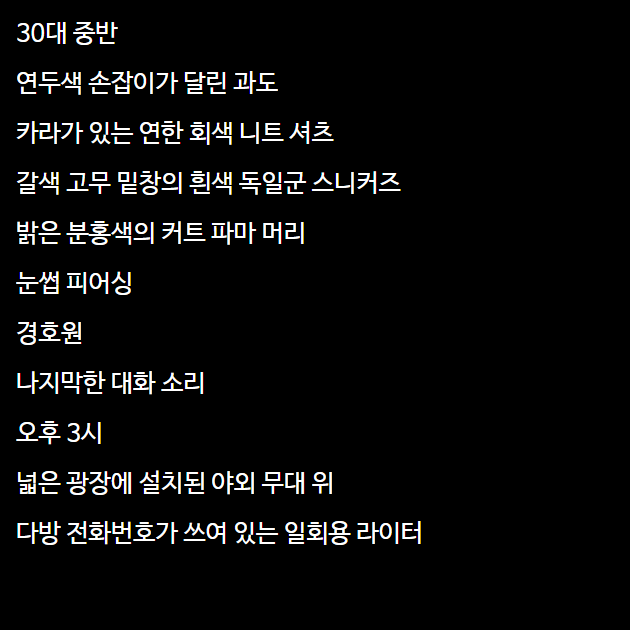 30대 중반
연두색 손잡이가 달린 과도
카라가 있는 연한 회색 니트 셔츠
갈색 고무 밑창의 흰색 독일군 스니커즈
밝은 분홍색의 커트 파마 머리
눈썹 피어싱
경호원
나지막한 대화 소리
오후 3시
넓은 광장에 설치된 야외 무대 위
다방 전화번호가 쓰여 있는 일회용 라이터